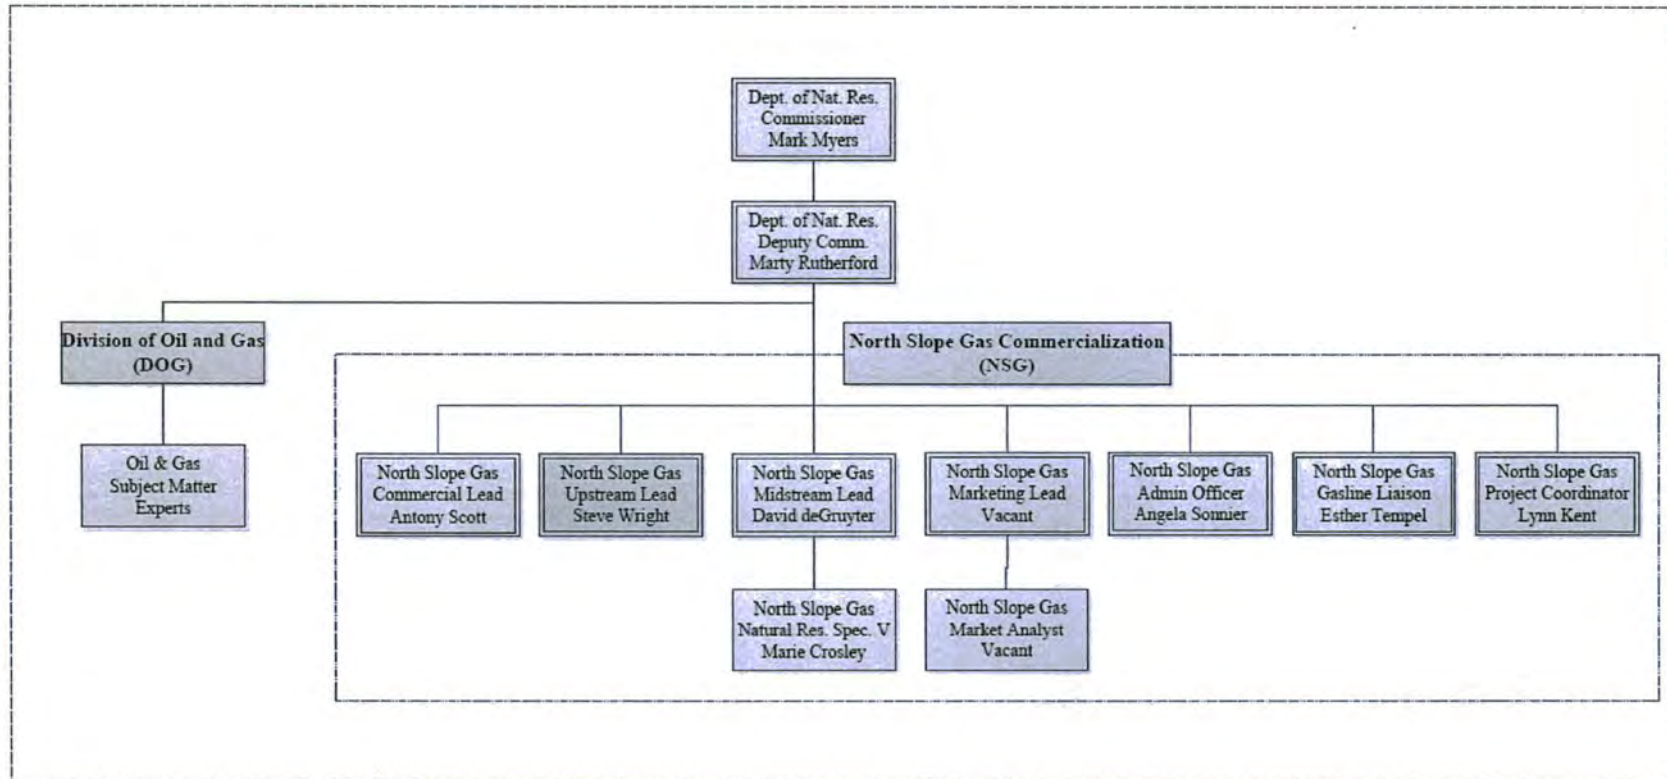 Dept. of Nat. Res.
Commissioner
Mark Myers
Dept. of Nat. Res.
Deputy Comm.
Marty Rutherford
Division of Oil and Gas
(DOG)
North Slope Gas Commercialization
(NSG)
Oil & Gas
Subject Matter
Experts
North Slope Gas
Commercial Lead
Antony Scott
North Slope Gas
Upstream Lead
Steve Wright
North Slope Gas
Midstream Lead
David deGruyter
North Slope Gas
Marketing Lead
Vacant
North Slope Gas
Admin Officer
Angela Sonnier
North Slope Gas
Gasline Liaison
Esther Tempel
North Slope Gas
Project Coordinator
Lynn Kent
North Slope Gas
Natural Res. Spec. V
Marie Crosley
North Slope Gas
Market Analyst
Vacant